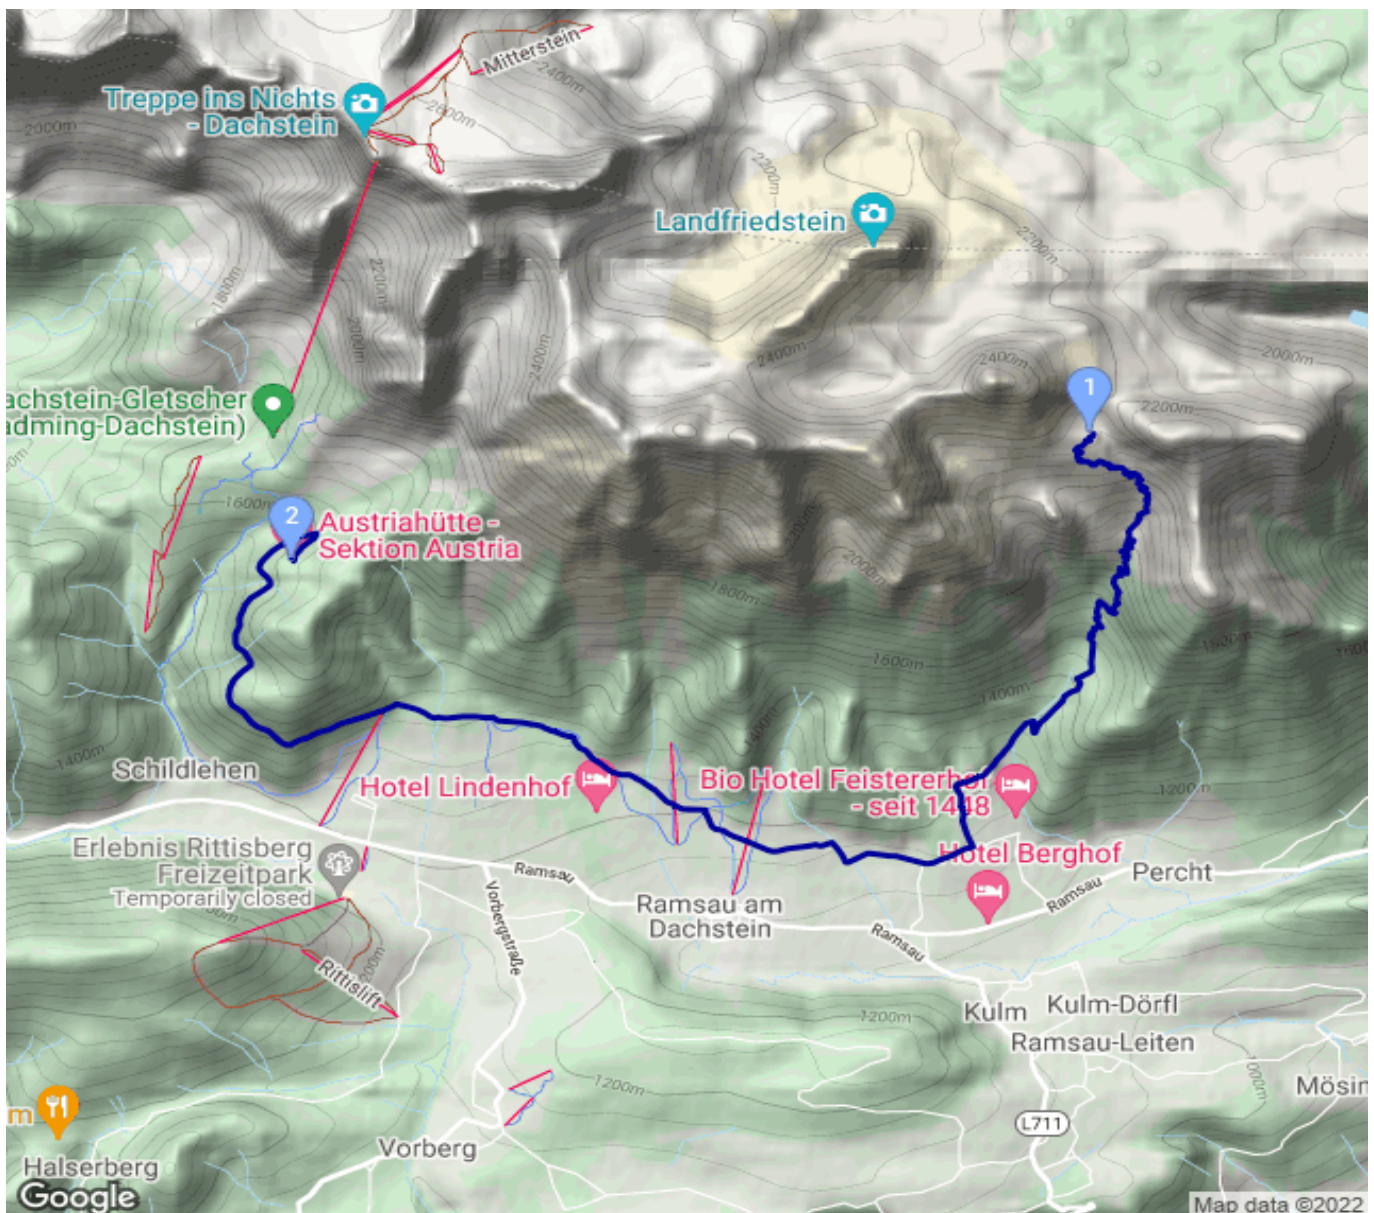 Mitterstein
2400m
Treppe ins Nichts
- Dachstein
2600m
2000m
2200m
Landfriedstein
2200m
1800m
2200m
2000m
2400m
2400m
2400m
2000m
achstein-Gletscher
adming-Dachstein)
1
2200m
1600m
2
Austriahütte -
Sektion Austria
2000m
1800m
1600m
1600m
1400m
1400m
1400m
Schildlehen
Hotel Lindenhof
Bio Hotel Feistererhof
- seit 1448
1200m
Erlebnis Rittisberg
Freizeitpark
Temporarily closed
Hotel Berghof
Percht
Ramsau
Ramsau
Vorbergstraße
Ramsau am
Dachstein
Ramsau
Rittislift
1200m
Kulm
Kulm-Dörfl
1200m
Ramsau-Leiten
1000m
1200m
Mösin
m
L711
Vorberg
Halserberg
Google
Map data ©2022